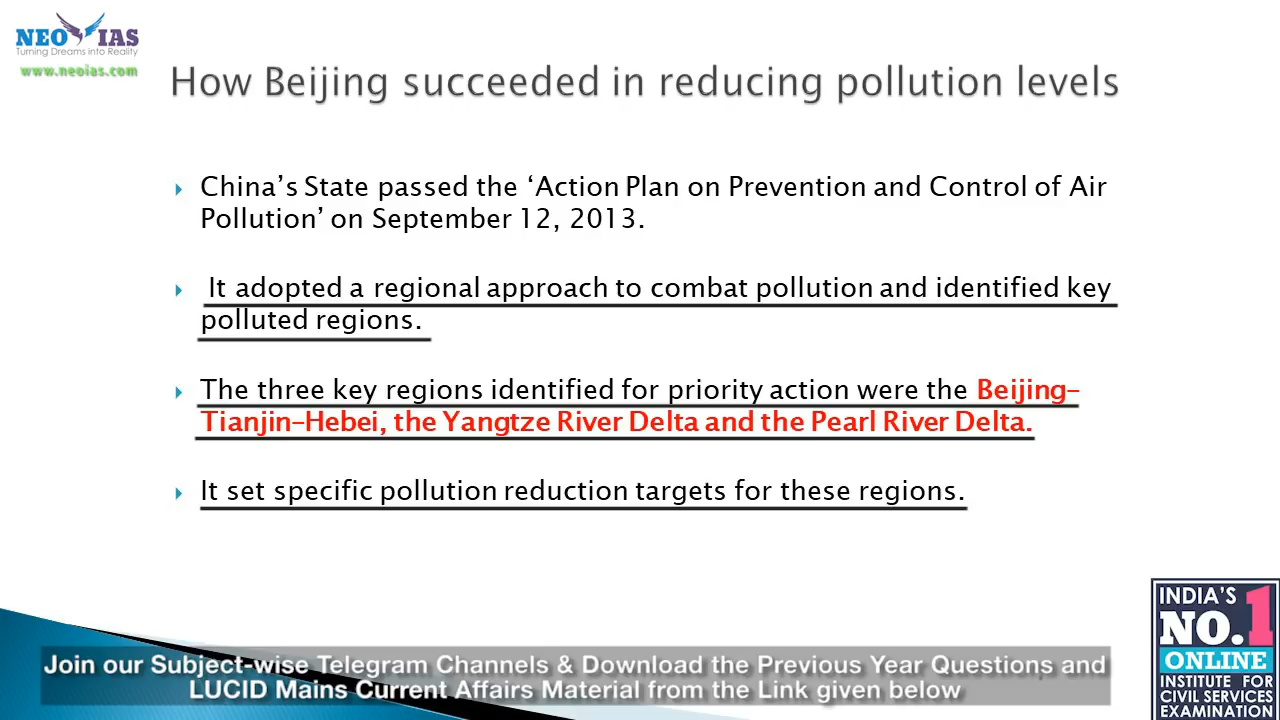 NEO IAS
Turning Dreams into Reality
www.neoias.com
How Beijing succeeded in reducing pollution levels
China’s State passed the ‘Action Plan on Prevention and Control of Air
Pollution’ on September 12, 2013.
It adopted a regional approach to combat pollution and identified key
polluted regions.
The three key regions identified for priority action were the Beijing-
Tianjin-Hebei, the Yangtze River Delta and the Pearl River Delta.
It set specific pollution reduction targets for these regions.
Join our Subject-wise Telegram Channels & Download the Previous Year Questions and
LUCID Mains Current Affairs Material from the Link given below
INDIA'S
NO.1
ONLINE
INSTITUTE FOR
CIVIL SERVICES
EXAMINATION